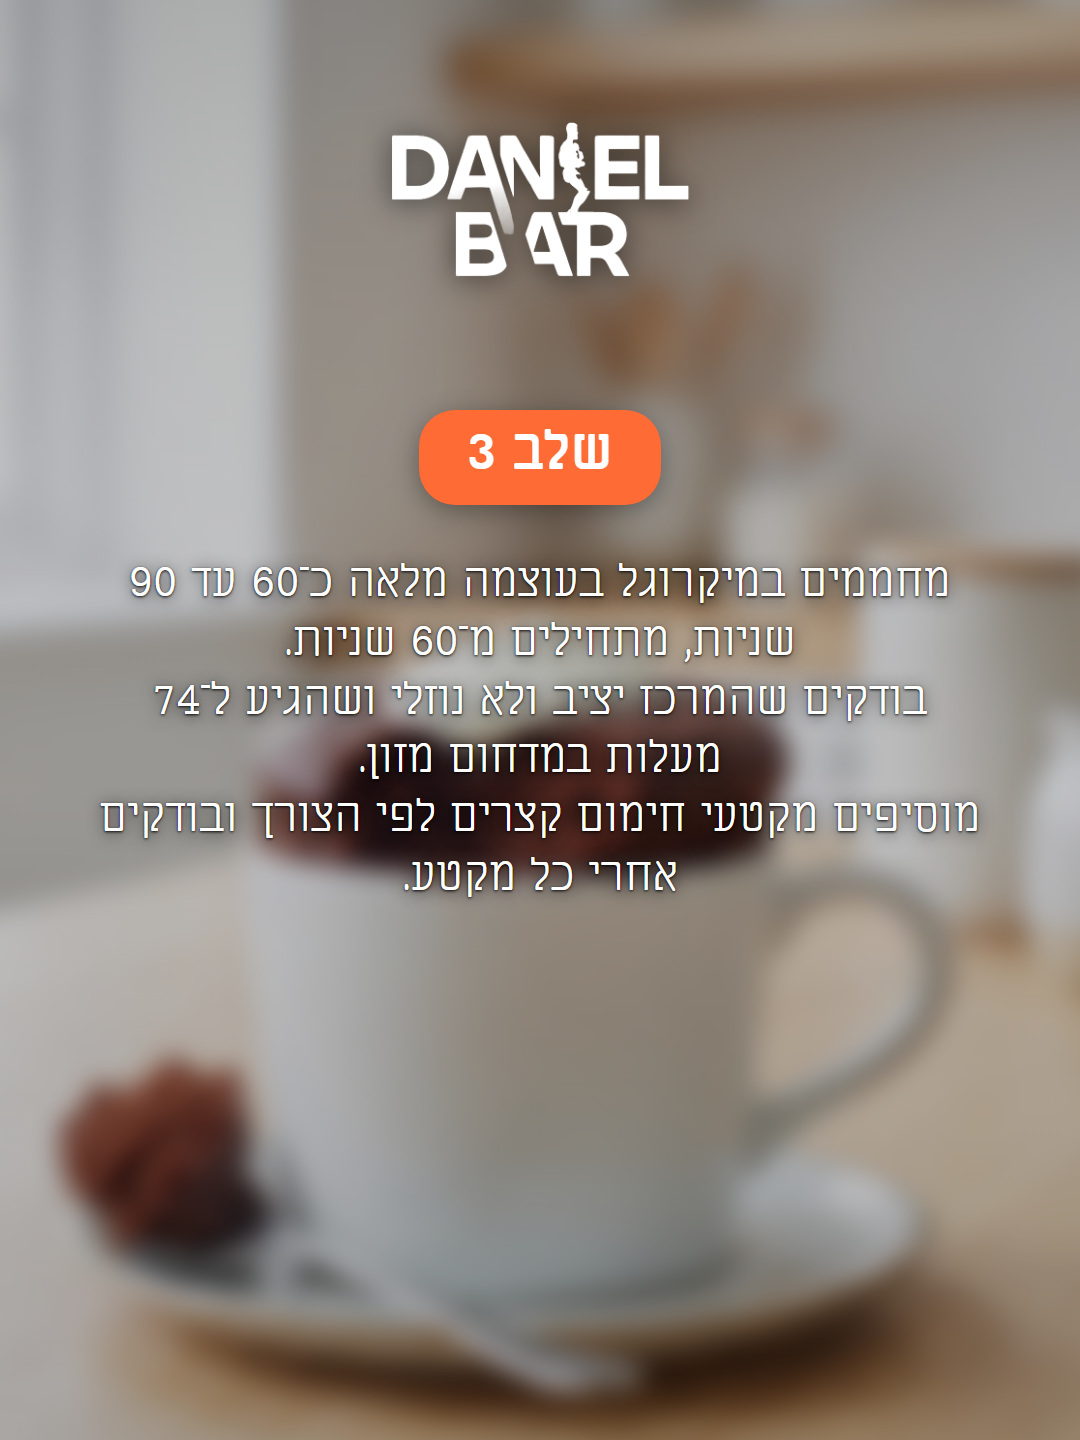 DANIEL
BAR
שלב 3
מחממים במיקרוגל בעוצמה מלאה כ־60 עד 90
שניות, מתחילים מ־60 שניות.
בודקים שהמרכז יציב ולא נוזלי ושהגיע ל־74
מעלות במדחום מזון.
מוסיפים מקטעי חימום קצרים לפי הצורך ובודקים
אחרי כל מקטע.